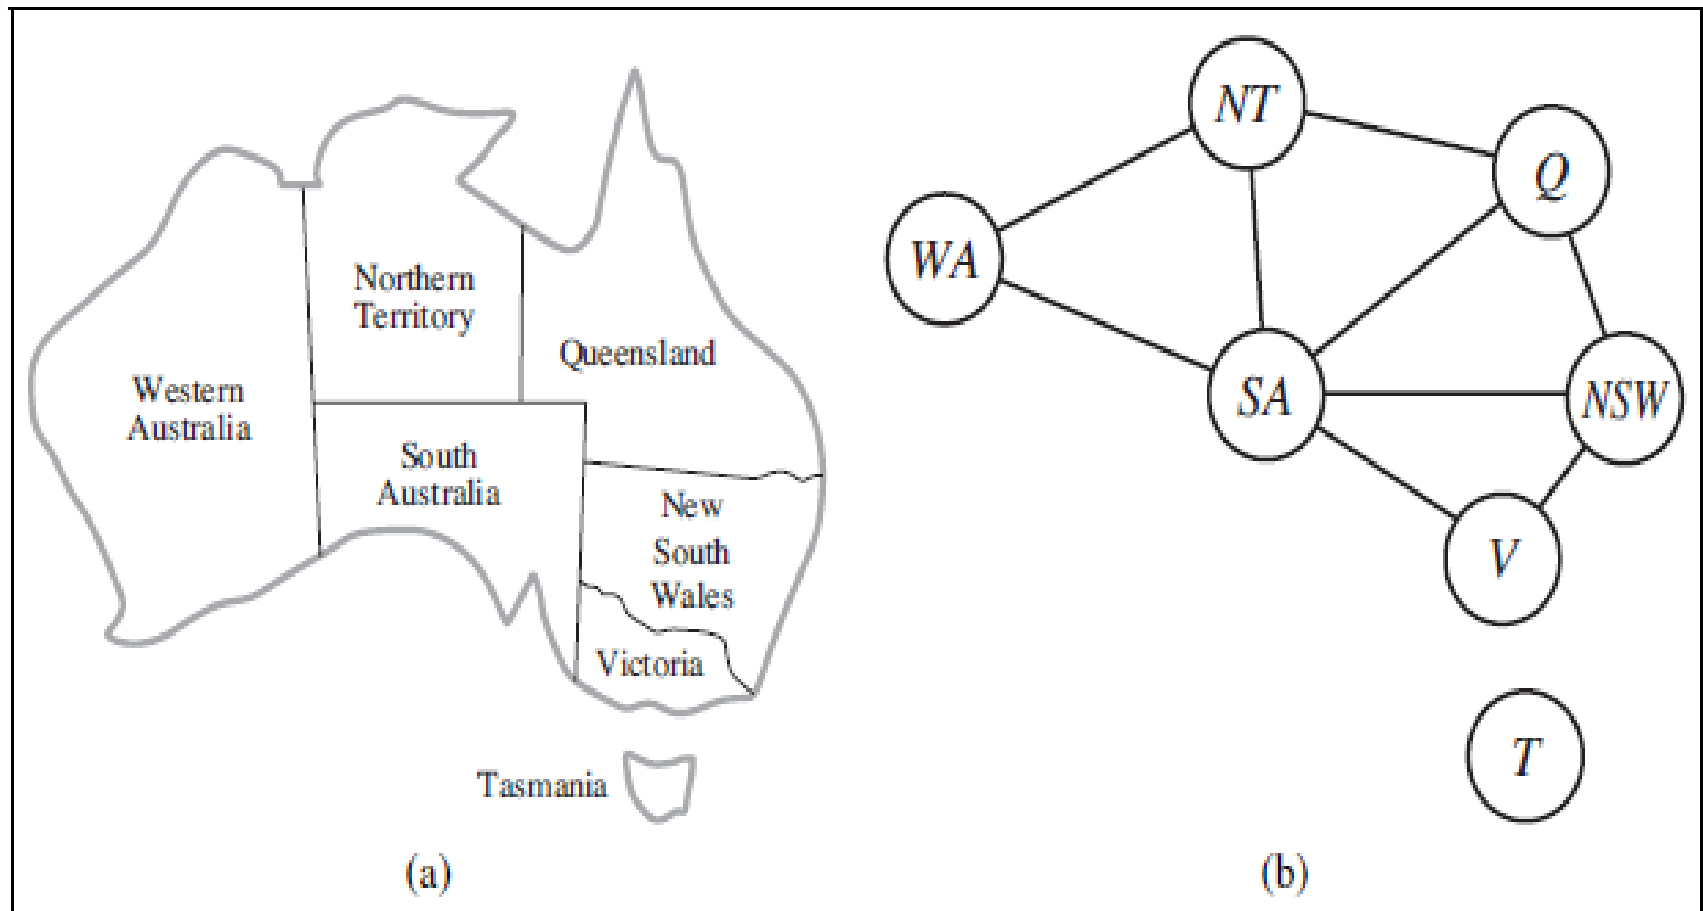 Northern
Territory
Queensland
Western
Australia
South
Australia
New
South
Wales
Victoria
Tasmania
(a)
NT
Q
WA
SA
NSW
V
T
(b)